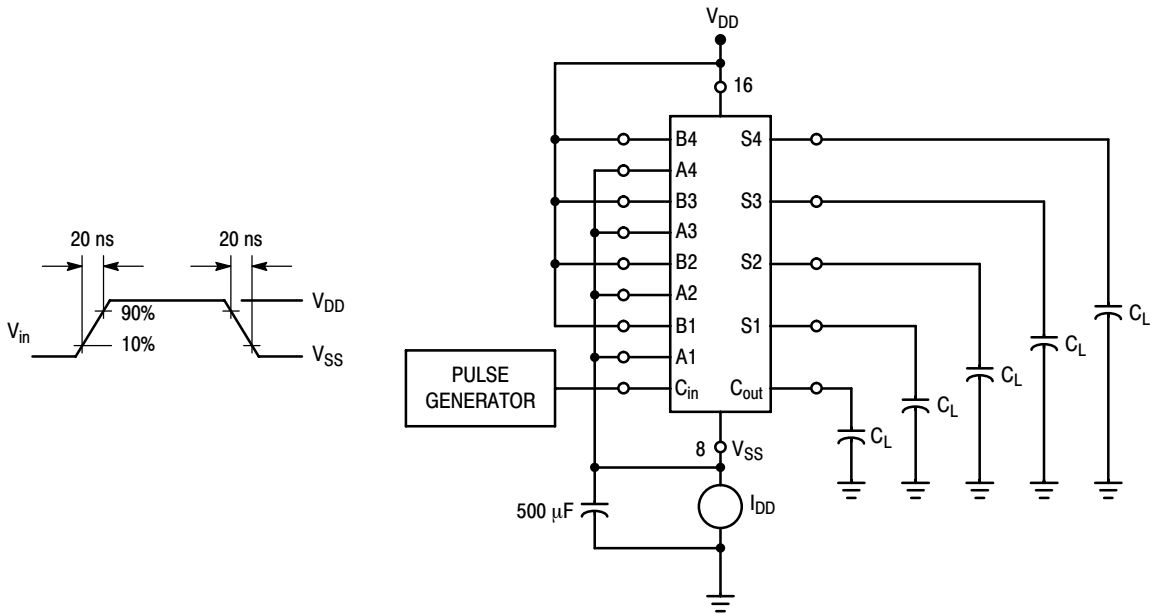 20 ns
20 ns
V_in
90%
10%
V_DD
V_SS
V_DD
16
B4
A4
B3
A3
B2
A2
B1
A1
C_in
S4
S3
S2
S1
C_out
PULSE
GENERATOR
8
V_SS
500 μF
I_DD
C_L
C_L
C_L
C_L
C_L